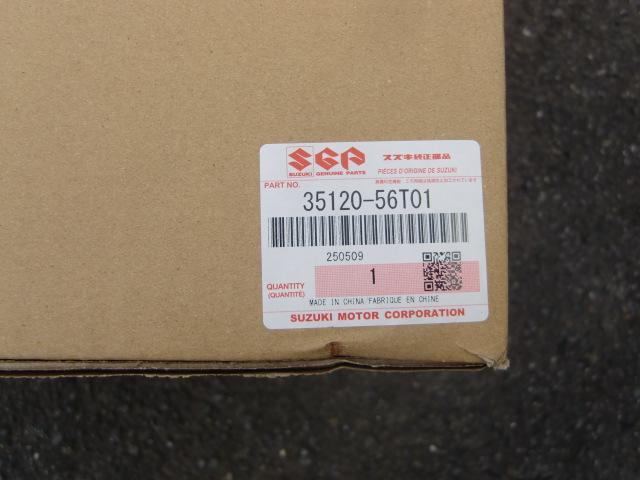 SGP スズキ純正部品
SUZUKI GENUINE PARTS PIÈCES D'ORIGINE DE SUZUKI
PART NO.
35120-56T01
250509
QUANTITY
(QUANTITÉ)
1
MADE IN CHINA/FABRIQUE EN CHINE
SUZUKI MOTOR CORPORATION